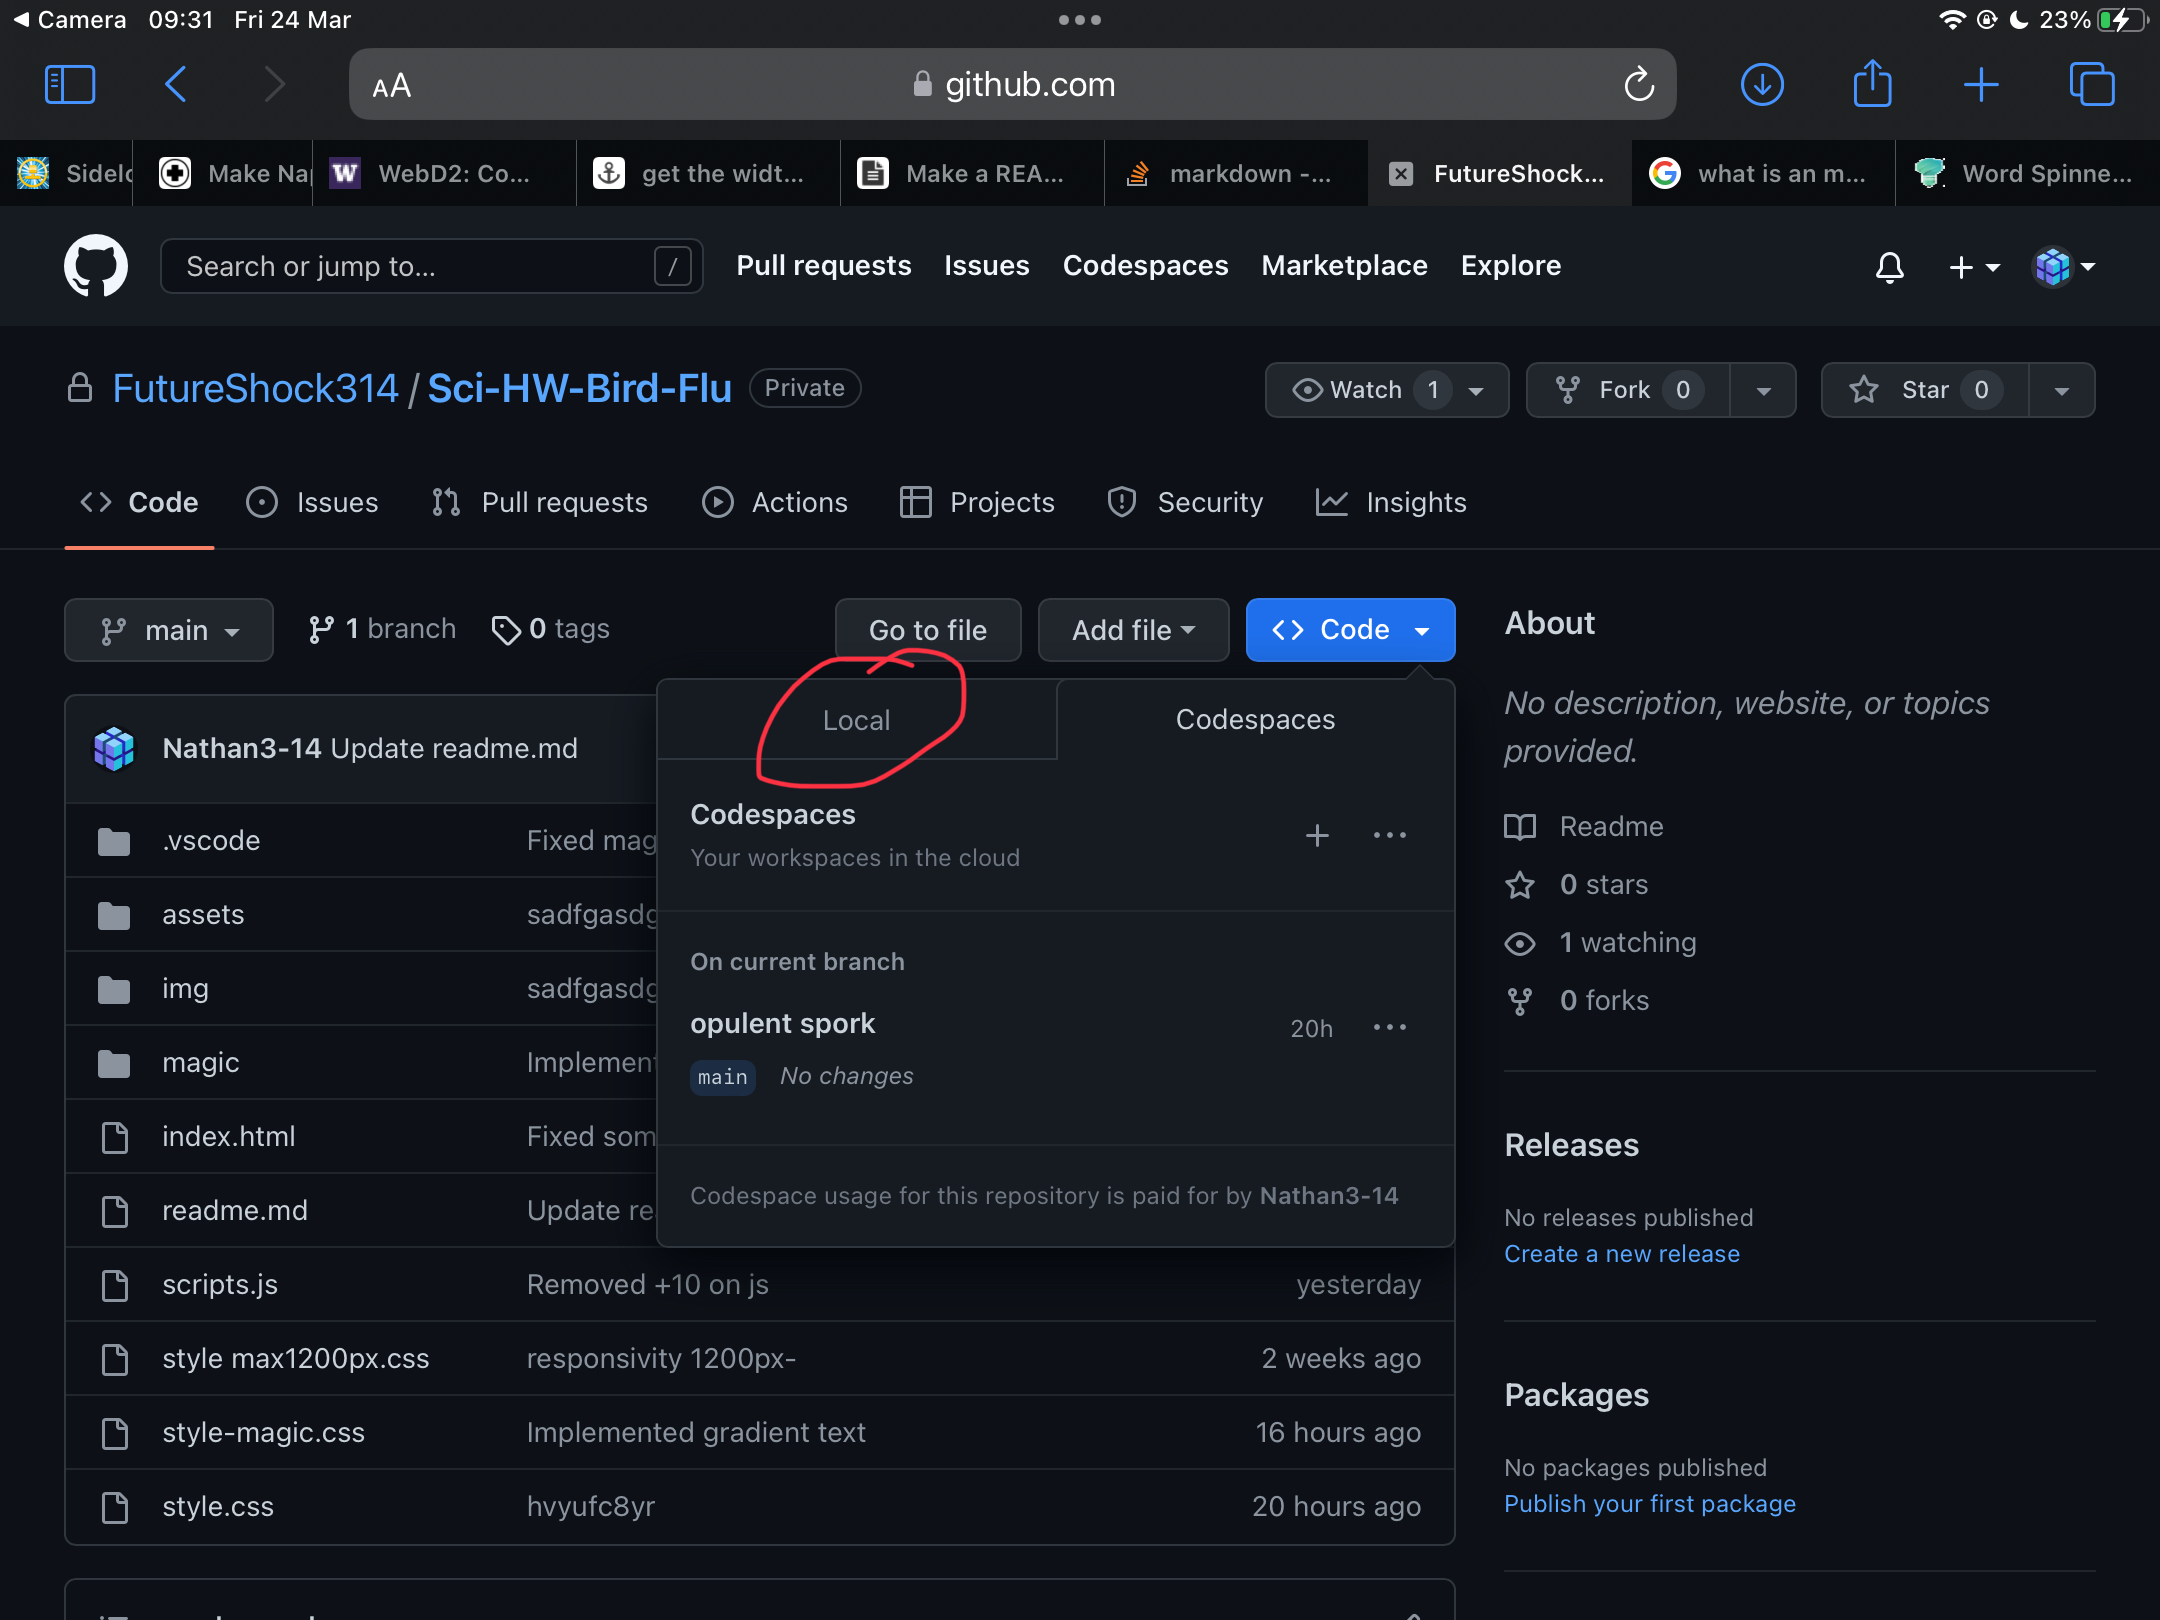 Camera 09:31 Fri 24 Mar
23%
AA github.com
Make Na
WebD2: Co...
get the widt...
Make a REA...
markdown -...
FutureShock...
what is an m...
Word Spinne...
Search or jump to... /
Pull requests Issues Codespaces Marketplace Explore
FutureShock314 / Sci-HW-Bird-Flu Private
Watch 1 Fork 0 Star 0
Code Issues Pull requests Actions Projects Security Insights
main 1 branch 0 tags
Go to file Add file Code
Local Codespaces
Codespaces
Your workspaces in the cloud
On current branch
opulent spork 20h
main No changes
Codespace usage for this repository is paid for by Nathan3-14
Nathan3-14 Update readme.md
.vscode Fixed mag
assets sadfgasdg
img sadfgasdg
magic Implement
index.html Fixed som
readme.md Update re
scripts.js Removed +10 on js yesterday
style max1200px.css responsivity 1200px- 2 weeks ago
style-magic.css Implemented gradient text 16 hours ago
style.css hvyufc8yr 20 hours ago
About
No description, website, or topics
provided.
Readme
0 stars
1 watching
0 forks
Releases
No releases published
Create a new release
Packages
No packages published
Publish your first package